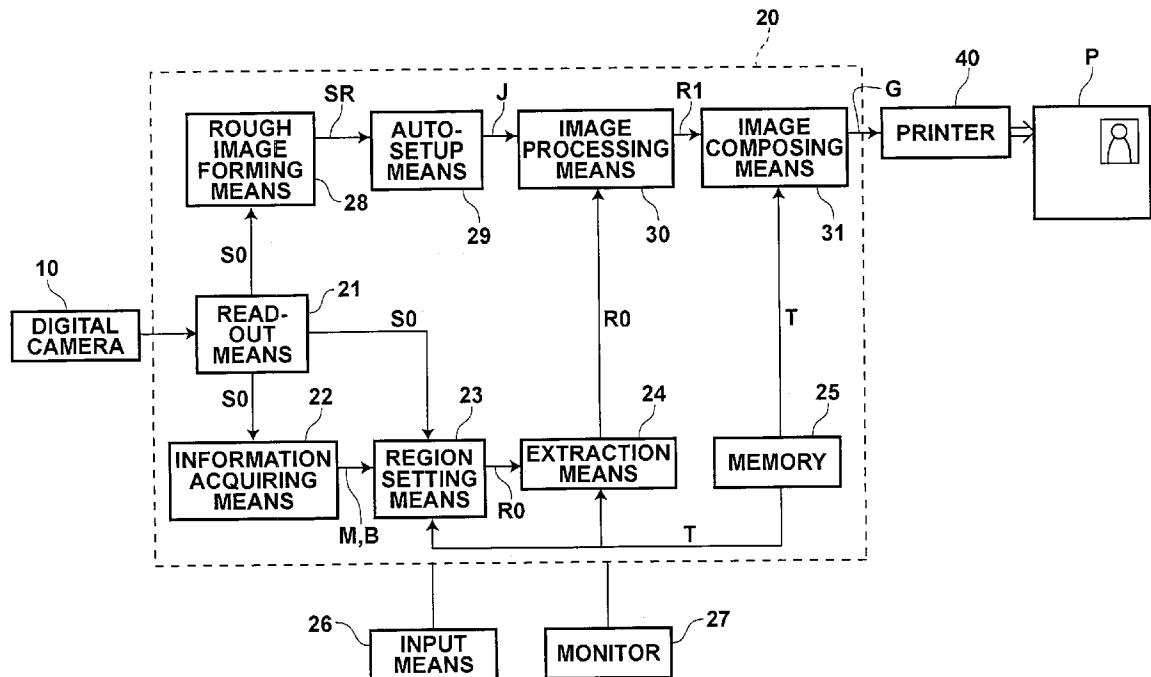 20
SR
J
R1
G
40
P
ROUGH
IMAGE
FORMING
MEANS
AUTO-
SETUP
MEANS
IMAGE
PROCESSING
MEANS
IMAGE
COMPOSING
MEANS
PRINTER
28
29
30
31
S0
10
21
DIGITAL
CAMERA
READ-
OUT
MEANS
S0
R0
T
S0
22
23
24
25
INFORMATION
ACQUIRING
MEANS
REGION
SETTING
MEANS
EXTRACTION
MEANS
MEMORY
M,B
R0
T
26
INPUT
MEANS
MONITOR
27